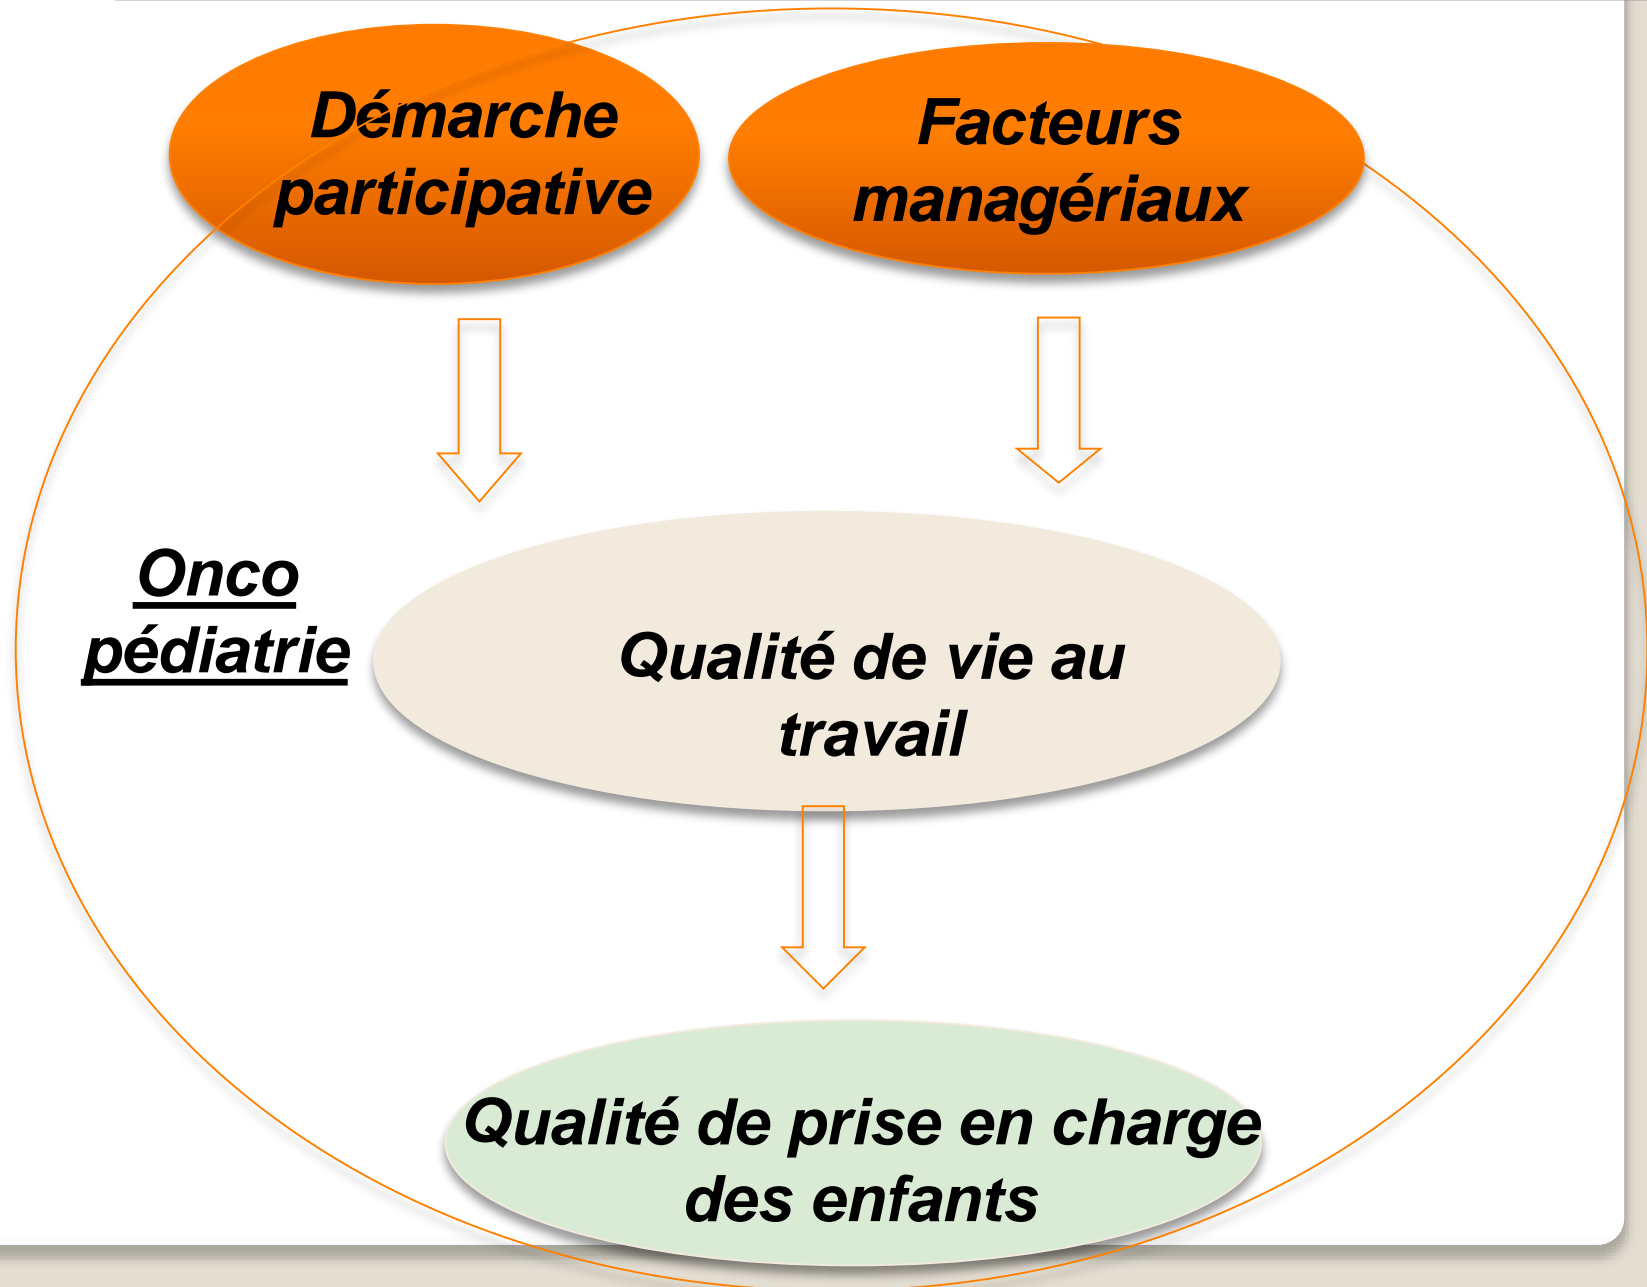 Démarche
participative
Facteurs
managériaux
Onco
pédiatrie
Qualité de vie au
travail
Qualité de prise en charge
des enfants